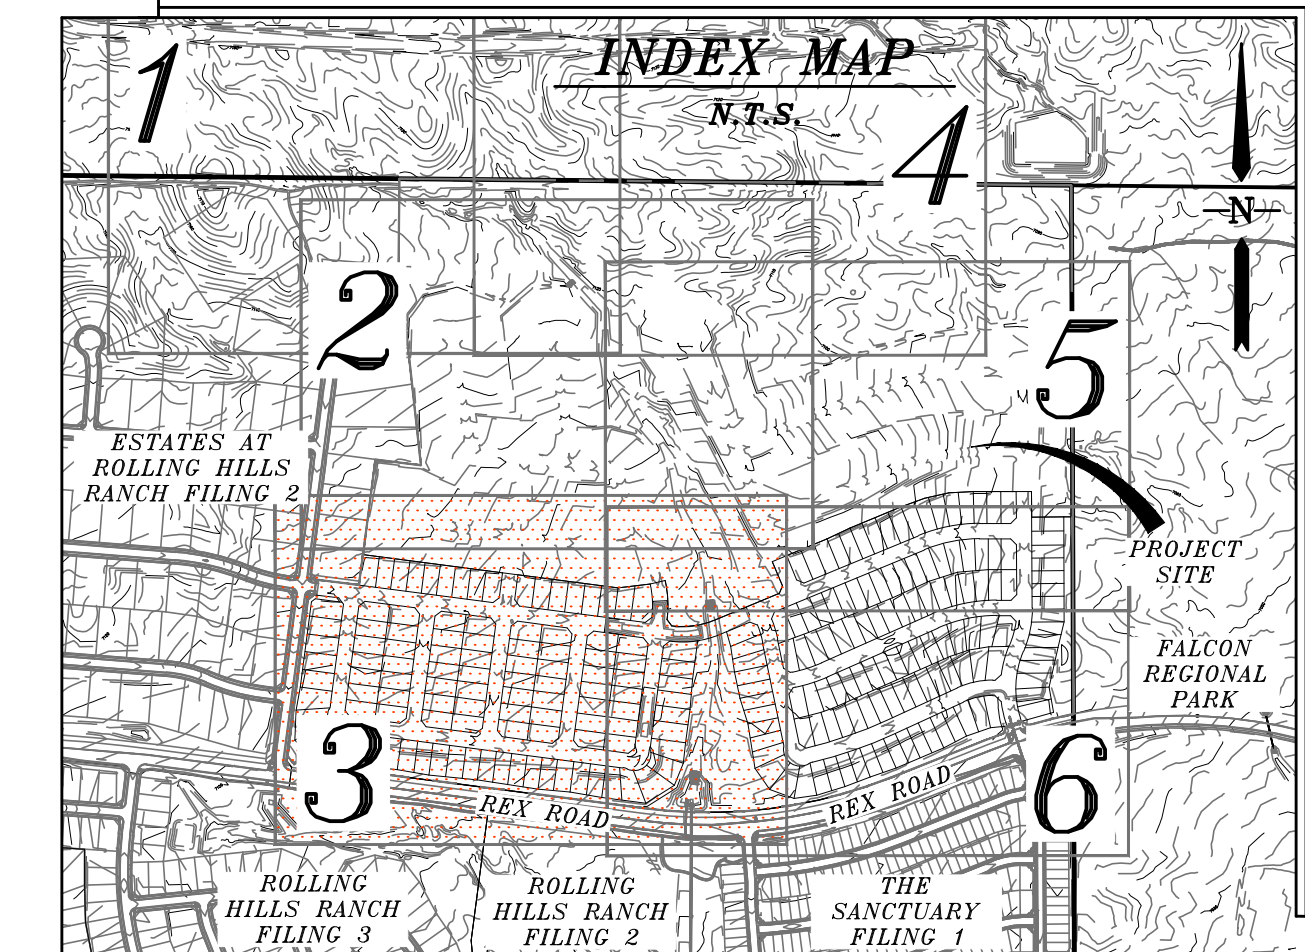 INDEX MAP
N.T.S.
1
4
N
2
5
ESTATES AT
ROLLING HILLS
RANCH FILING 2
PROJECT
SITE
FALCON
REGIONAL
PARK
3
6
REX ROAD
REX ROAD
ROLLING
HILLS RANCH
FILING 3
ROLLING
HILLS RANCH
FILING 2
THE
SANCTUARY
FILING 1